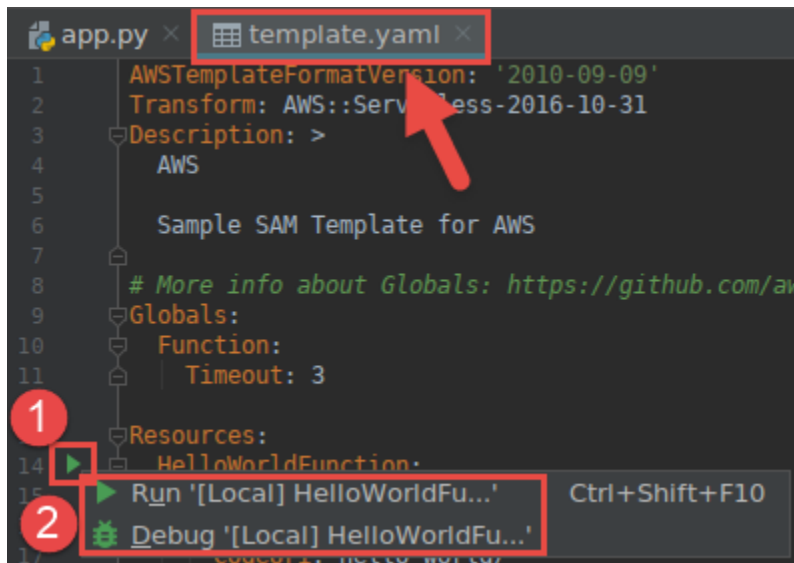 app.py
template.yaml
1 AWSTemplateFormatVersion: '2010-09-09'
2 Transform: AWS::Serv less-2016-10-31
3 Description: >
4 AWS
5
6 Sample SAM Template for AWS
7
8 # More info about Globals: https://github.com/aw
9 Globals:
10 Function:
11 Timeout: 3
1
Resources:
14 HelloWorldFunction:
15 Run '[Local] HelloWorldFu...' Ctrl+Shift+F10
2 Debug '[Local] HelloWorldFu...'
17